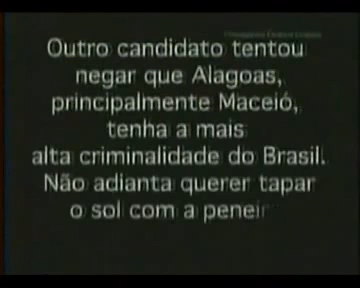 Outro candidato tentou
negar que Alagoas,
principalmente Maceió,
tenha a mais
alta criminalidade do Brasil.
Não adianta querer tapar
o sol com a peneir